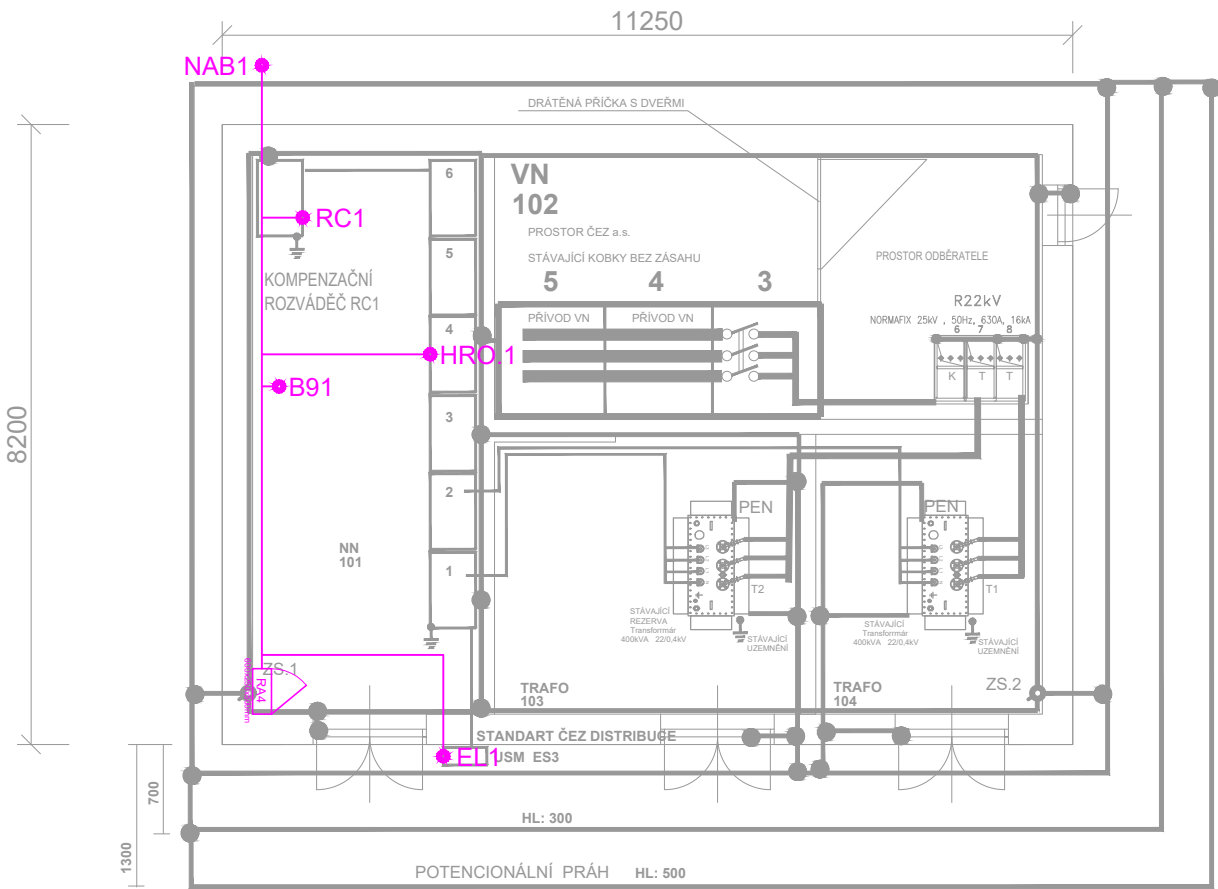 11250
NAB1
DRÁTĚNÁ PŘÍČKA S DVEŘMI
VN
102
PROSTOR ČEZ a.s.
STÁVAJÍCÍ KOBKY BEZ ZÁSAHU
5
4
3
PŘÍVOD VN
PŘÍVOD VN
PROSTOR ODBĚRATELE
R22kV
NORMAFIX 25kV , 50Hz, 630A, 16kA
6
7
8
K
T
T
6
5
4
3
2
1
RC1
KOMPENZAČNÍ
ROZVÁDĚČ RC1
HRO.1
B91
8200
NN
101
PEN
T2
STÁVAJÍCÍ
REZERVA
Transformár
400kVA 22/0,4kV
STÁVAJÍCÍ
UZEMNĚNÍ
PEN
T1
STÁVAJÍCÍ
Transformár
400kVA 22/0,4kV
STÁVAJÍCÍ
UZEMNĚNÍ
ZS.1
RA4
TRAFO
103
TRAFO
104
ZS.2
STANDART ČEZ DISTRIBUCE
EL1
USM ES3
700
1300
HL: 300
POTENCIONÁLNÍ PRÁH
HL: 500